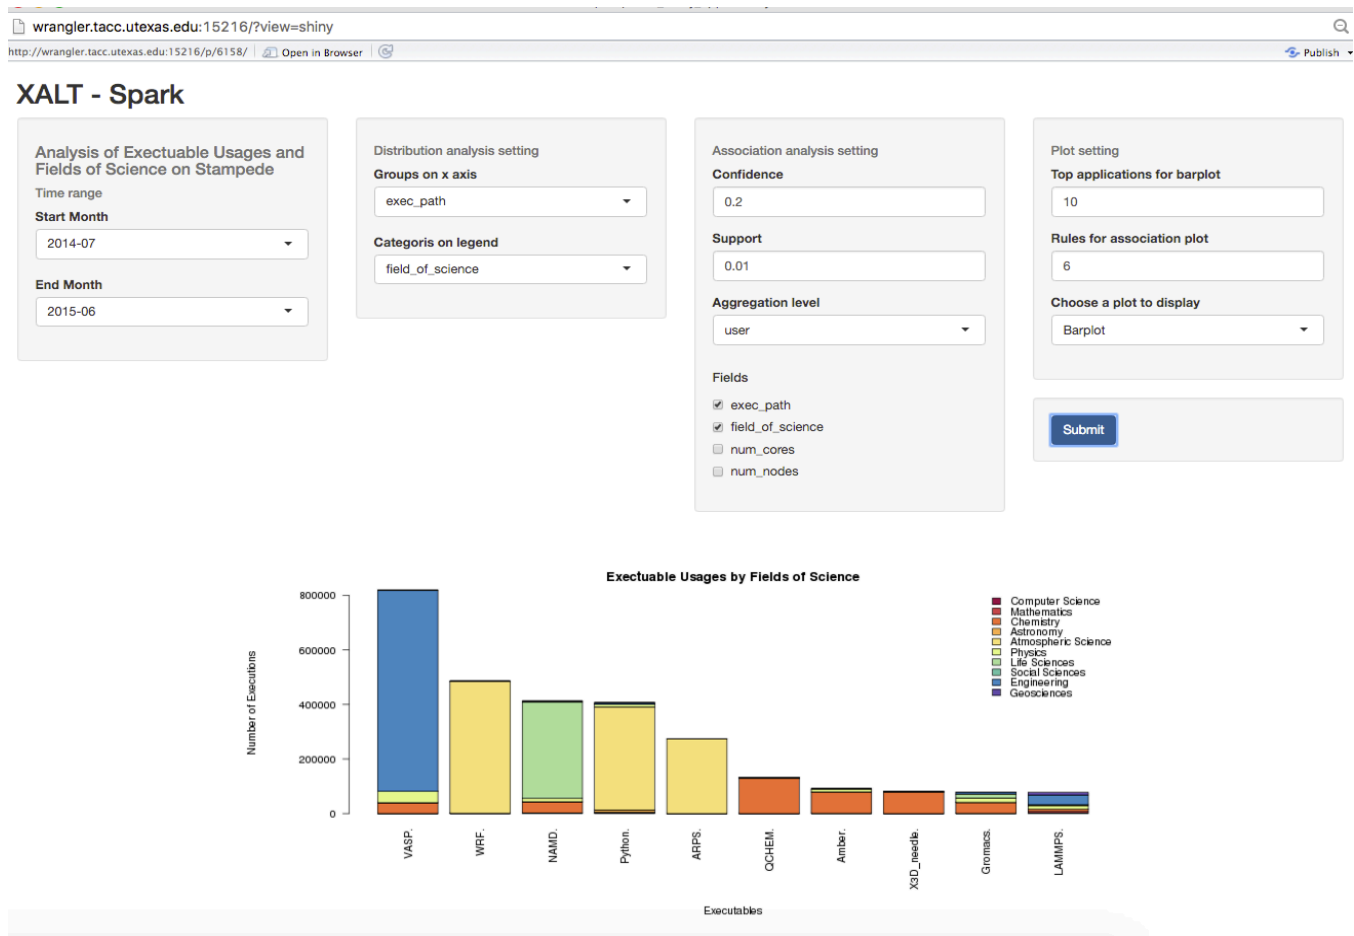 wrangler.tacc.utexas.edu:15216/?view=shiny
http://wrangler.tacc.utexas.edu:15216/p/6158/ Open in Browser Publish
XALT - Spark
Analysis of Exectuable Usages and
Fields of Science on Stampede
Time range
Start Month
2014-07
End Month
2015-06
Distribution analysis setting
Groups on x axis
exec_path
Categoris on legend
field_of_science
Association analysis setting
Confidence
0.2
Support
0.01
Aggregation level
user
Fields
exec_path
field_of_science
num_cores
num_nodes
Plot setting
Top applications for barplot
10
Rules for association plot
6
Choose a plot to display
Barplot
Submit
Exectuable Usages by Fields of Science
Number of Executions
800000
600000
400000
200000
0
Computer Science
Mathematics
Chemistry
Astronomy
Atmospheric Science
Physics
Life Sciences
Social Sciences
Engineering
Geosciences
VASP.
WRF.
NAMD.
Python.
ARPS.
QCHEM.
Amber.
X3D_needle.
Gromacs.
LAMMPS.
Executables